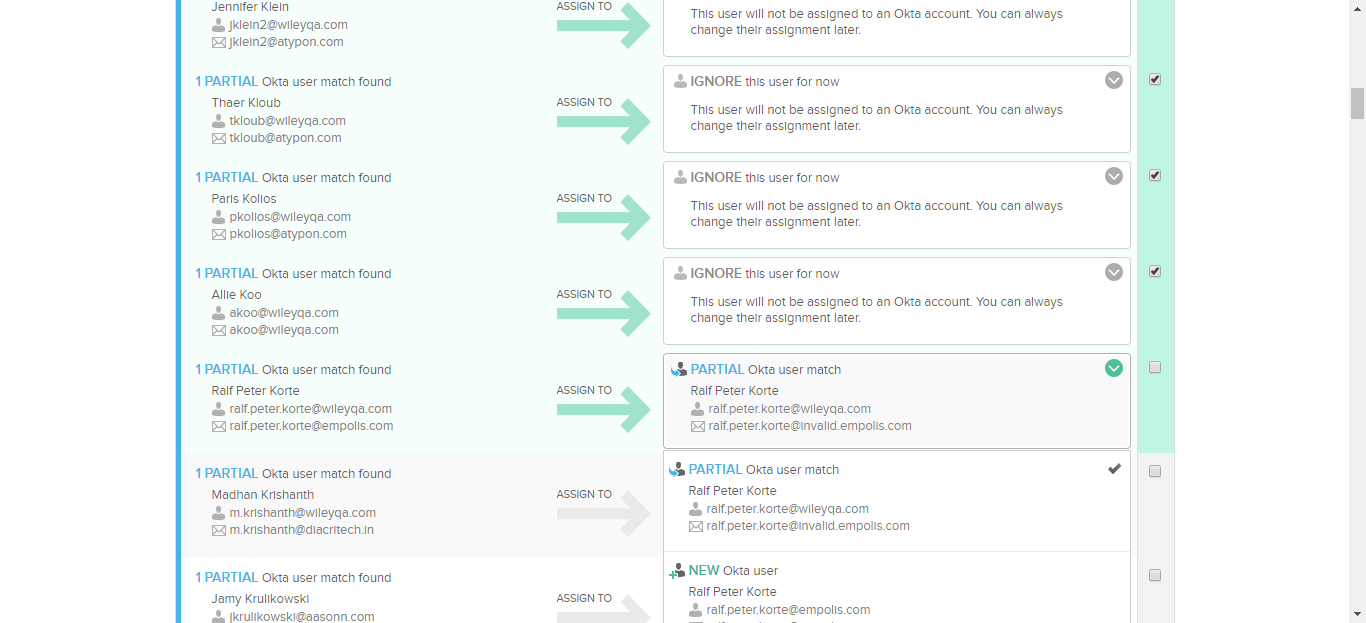 Jennifer Klein
jklein2@wileyqa.com
jklein2@atypon.com
ASSIGN TO
This user will not be assigned to an Okta account. You can always
change their assignment later.
1 PARTIAL Okta user match found
Thaer Kloub
tkloub@wileyqa.com
tkloub@atypon.com
ASSIGN TO
IGNORE this user for now
This user will not be assigned to an Okta account. You can always
change their assignment later.
1 PARTIAL Okta user match found
Paris Kolios
pkolios@wileyqa.com
pkolios@atypon.com
ASSIGN TO
IGNORE this user for now
This user will not be assigned to an Okta account. You can always
change their assignment later.
1 PARTIAL Okta user match found
Allie Koo
akoo@wileyqa.com
akoo@wileyqa.com
ASSIGN TO
IGNORE this user for now
This user will not be assigned to an Okta account. You can always
change their assignment later.
1 PARTIAL Okta user match found
Ralf Peter Korte
ralf.peter.korte@wileyqa.com
ralf.peter.korte@empolis.com
ASSIGN TO
PARTIAL Okta user match
Ralf Peter Korte
ralf.peter.korte@wileyqa.com
ralf.peter.korte@invalid.empolis.com
1 PARTIAL Okta user match found
Madhan Krishanth
m.krishanth@wileyqa.com
m.krishanth@diacritech.in
ASSIGN TO
PARTIAL Okta user match
Ralf Peter Korte
ralf.peter.korte@wileyqa.com
ralf.peter.korte@invalid.empolis.com
1 PARTIAL Okta user match found
Jamy Krulikowski
jkrulikowski@aasonn.com
ASSIGN TO
NEW Okta user
Ralf Peter Korte
ralf.peter.korte@empolis.com